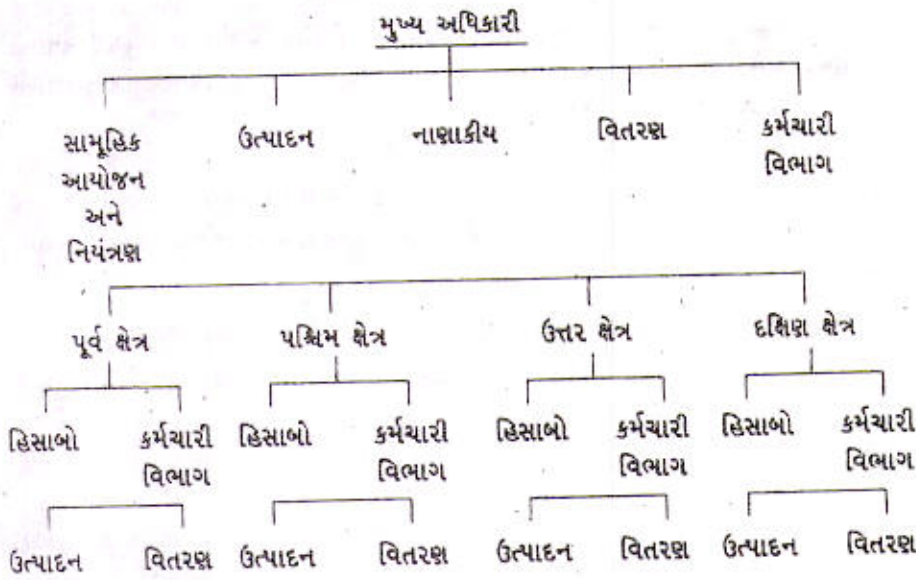 મુખ્ય અધિકારી
સામૂહિક ઉત્પાદન નાણાકીય વિતરણ કર્મચારી
આયોજન વિભાગ
અને
નિયંત્રણ
પૂર્વ ક્ષેત્ર પશ્ચિમ ક્ષેત્ર ઉત્તર ક્ષેત્ર દક્ષિણ ક્ષેત્ર
હિસાબો કર્મચારી હિસાબો કર્મચારી હિસાબો કર્મચારી હિસાબો કર્મચારી
વિભાગ વિભાગ વિભાગ વિભાગ
ઉત્પાદન વિતરણ ઉત્પાદન વિતરણ ઉત્પાદન વિતરણ ઉત્પાદન વિતરણ